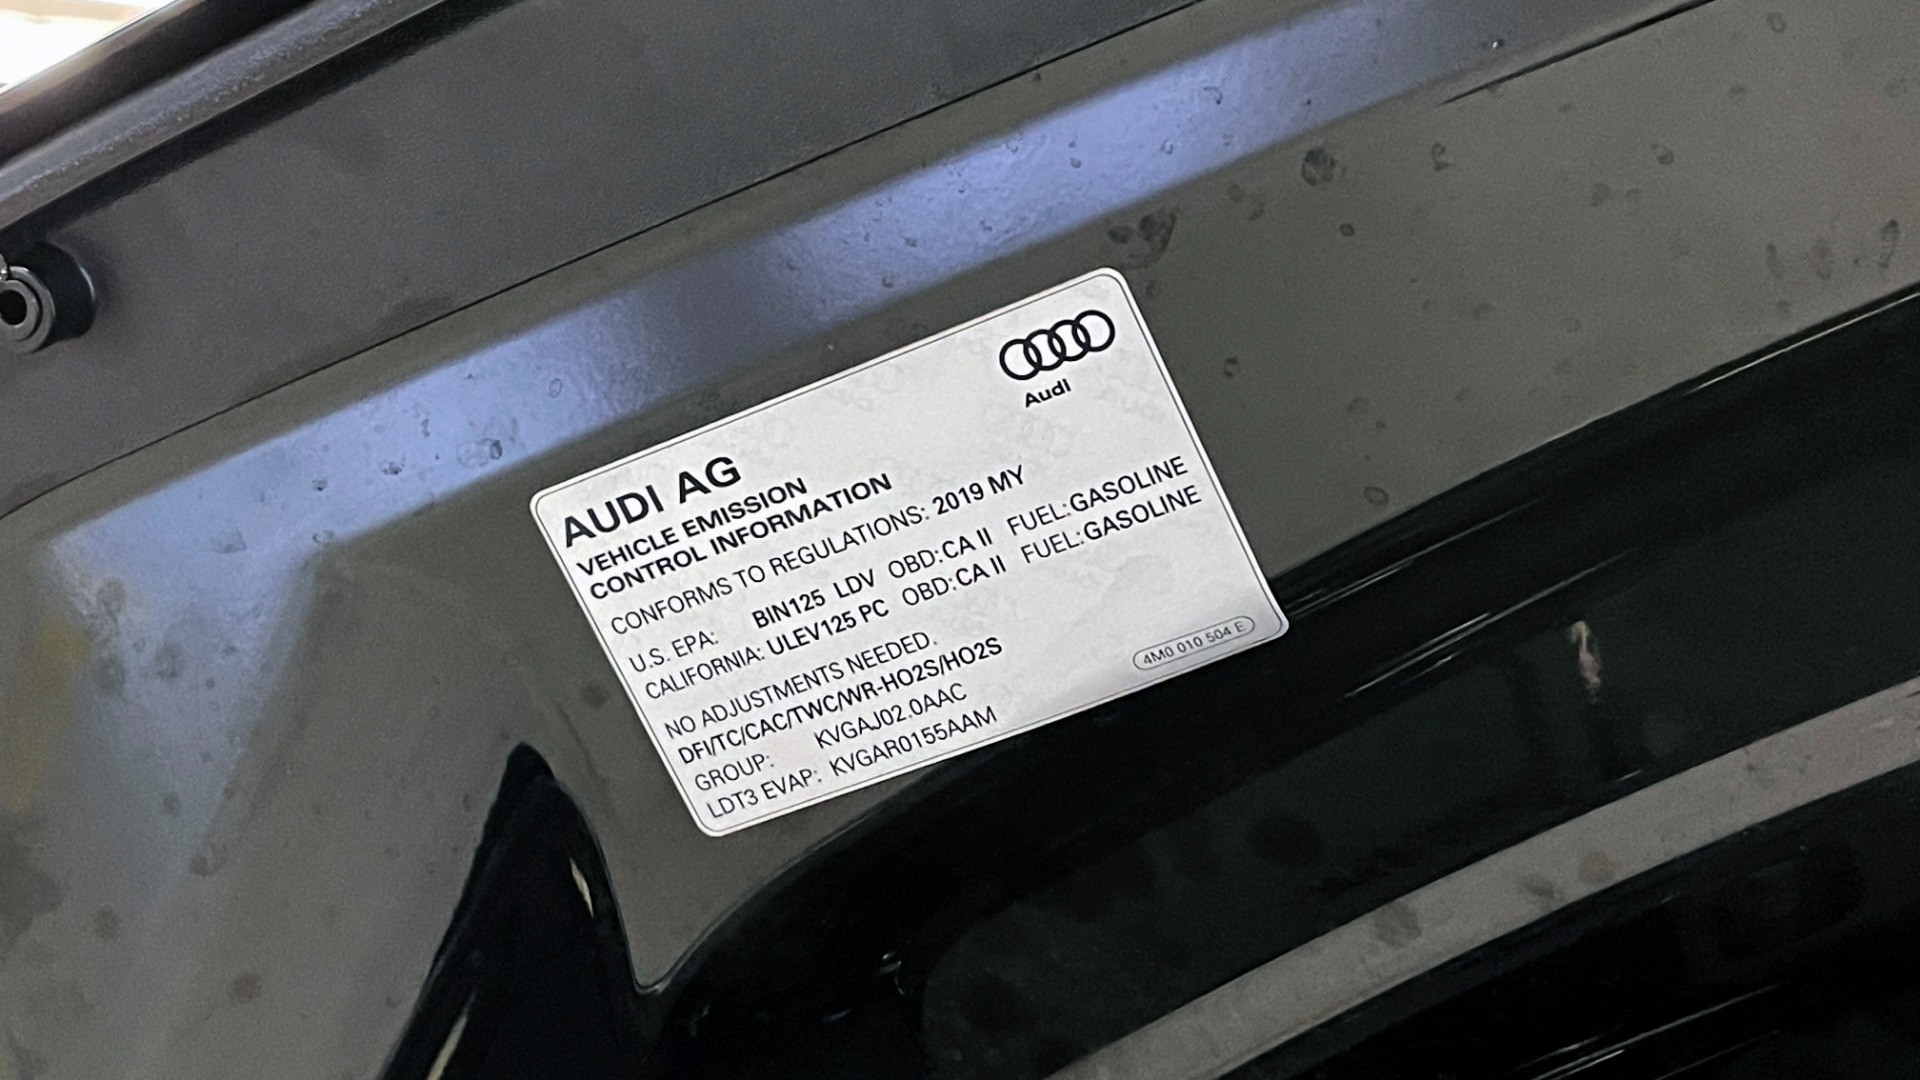 Audi
AUDI AG
VEHICLE EMISSION
CONTROL INFORMATION
CONFORMS TO REGULATIONS: 2019 MY
U.S. EPA: BIN125 LDV OBD: CA II FUEL: GASOLINE
CALIFORNIA: ULEV125 PC OBD: CA II FUEL: GASOLINE
NO ADJUSTMENTS NEEDED.
DFI/TC/CAC/TWC/WR-HO2S/HO2S
GROUP: KVGAJ02.0AAC
LDT3 EVAP: KVGAR0155AAM
4M0 010 504 E